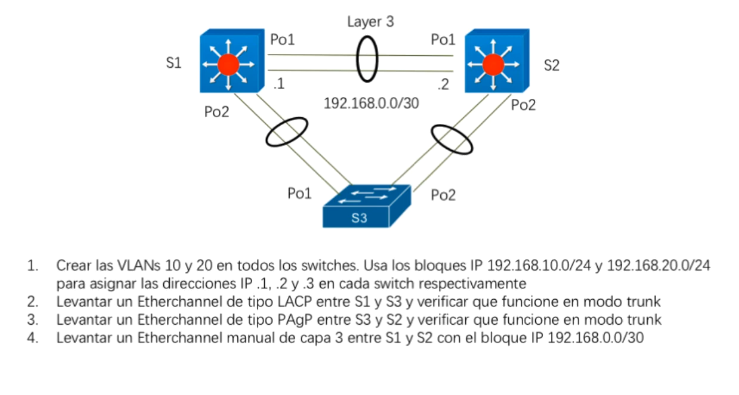 Layer 3
Po1
Po1
S1
S2
.1
.2
192.168.0.0/30
Po2
Po2
Po1
Po2
S3
1. Crear las VLANs 10 y 20 en todos los switches. Usa los bloques IP 192.168.10.0/24 y 192.168.20.0/24
para asignar las direcciones IP .1, .2 y .3 en cada switch respectivamente
2. Levantar un Etherchannel de tipo LACP entre S1 y S3 y verificar que funcione en modo trunk
3. Levantar un Etherchannel de tipo PAgP entre S3 y S2 y verificar que funcione en modo trunk
4. Levantar un Etherchannel manual de capa 3 entre S1 y S2 con el bloque IP 192.168.0.0/30